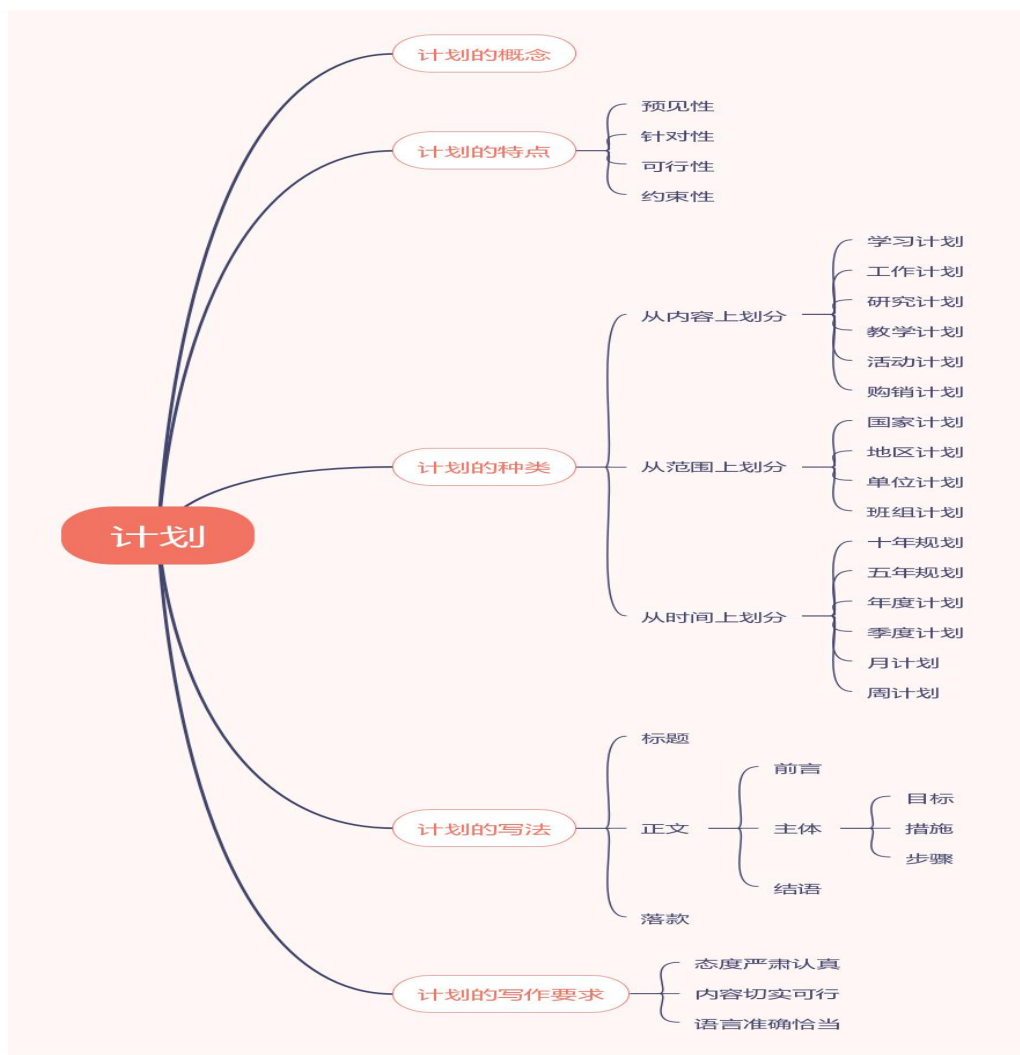 计划
计划的概念
计划的特点
预见性
针对性
可行性
约束性
计划的种类
从内容上划分
学习计划
工作计划
研究计划
教学计划
活动计划
购销计划
从范围上划分
国家计划
地区计划
单位计划
班组计划
从时间上划分
十年规划
五年规划
年度计划
季度计划
月计划
周计划
计划的写法
标题
正文
前言
主体
目标
措施
步骤
结语
落款
计划的写作要求
态度严肃认真
内容切实可行
语言准确恰当